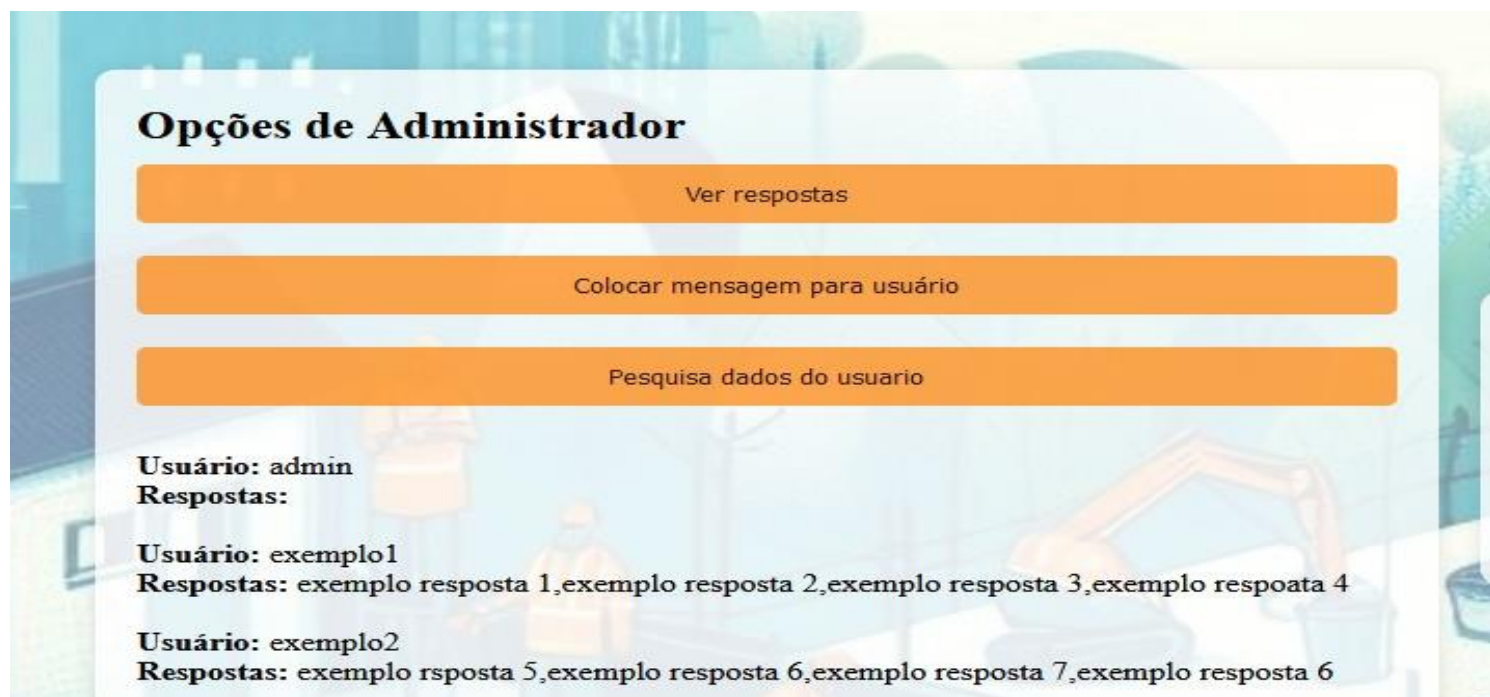 Opções de Administrador
Ver respostas
Colocar mensagem para usuário
Pesquisa dados do usuario
Usuário: admin
Respostas:
Usuário: exemplo1
Respostas: exemplo resposta 1,exemplo resposta 2,exemplo resposta 3,exemplo respoata 4
Usuário: exemplo2
Respostas: exemplo rsposta 5,exemplo resposta 6,exemplo resposta 7,exemplo resposta 6